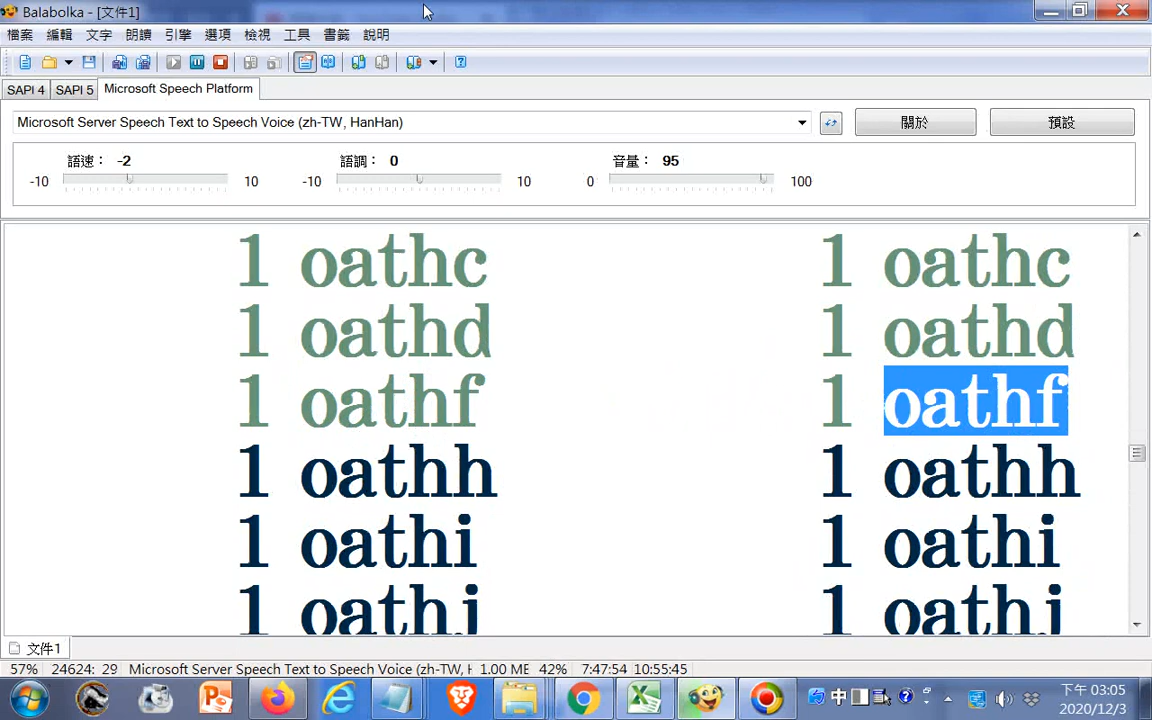 Balabolka - [文件1]
檔案 編輯 文字 朗讀 引擎 選項 檢視 工具 書籤 說明
SAPI 4 SAPI 5 Microsoft Speech Platform
Microsoft Server Speech Text to Speech Voice (zh-TW, HanHan) 關於 預設
語速： -2 語調： 0 音量： 95
-10 10 -10 10 0 100
1 oathc 1 oathc
1 oathd 1 oathd
1 oathf 1 oathf
1 oathh 1 oathh
1 oathi 1 oathi
1 oathj 1 oathj
文件1
57% 24624: 29 Microsoft Server Speech Text to Speech Voice (zh-TW, H 1.00 ME 42% 7:47:54 10:55:45
中 下午 03:05
2020/12/3